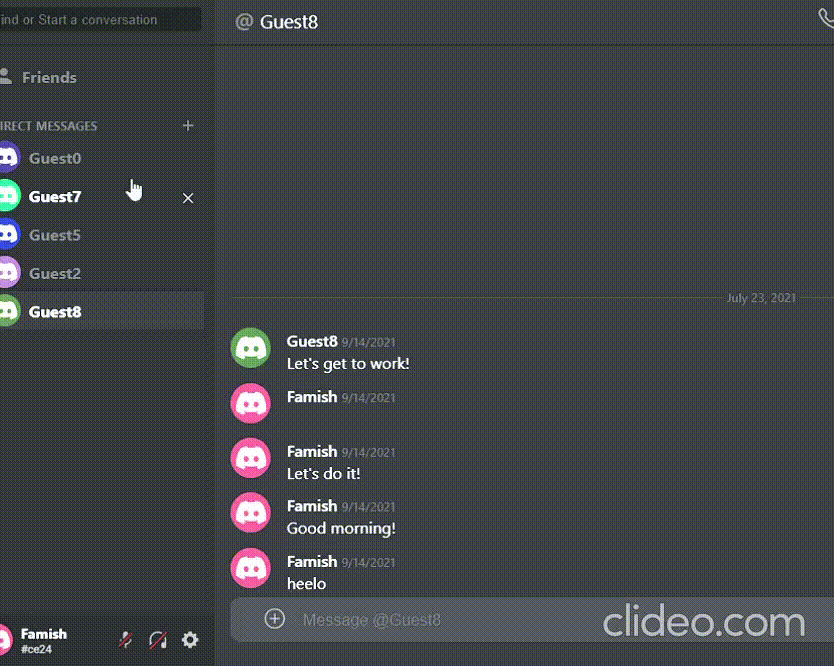 ind or Start a conversation
@ Guest8
Friends
IRECT MESSAGES
Guest0
Guest7
Guest5
Guest2
Guest8
July 23, 2021
Guest8 9/14/2021
Let's get to work!
Famish 9/14/2021
Famish 9/14/2021
Let's do it!
Famish 9/14/2021
Good morning!
Famish 9/14/2021
heelo
Message @Guest8
clideo.com
Famish
#ce24